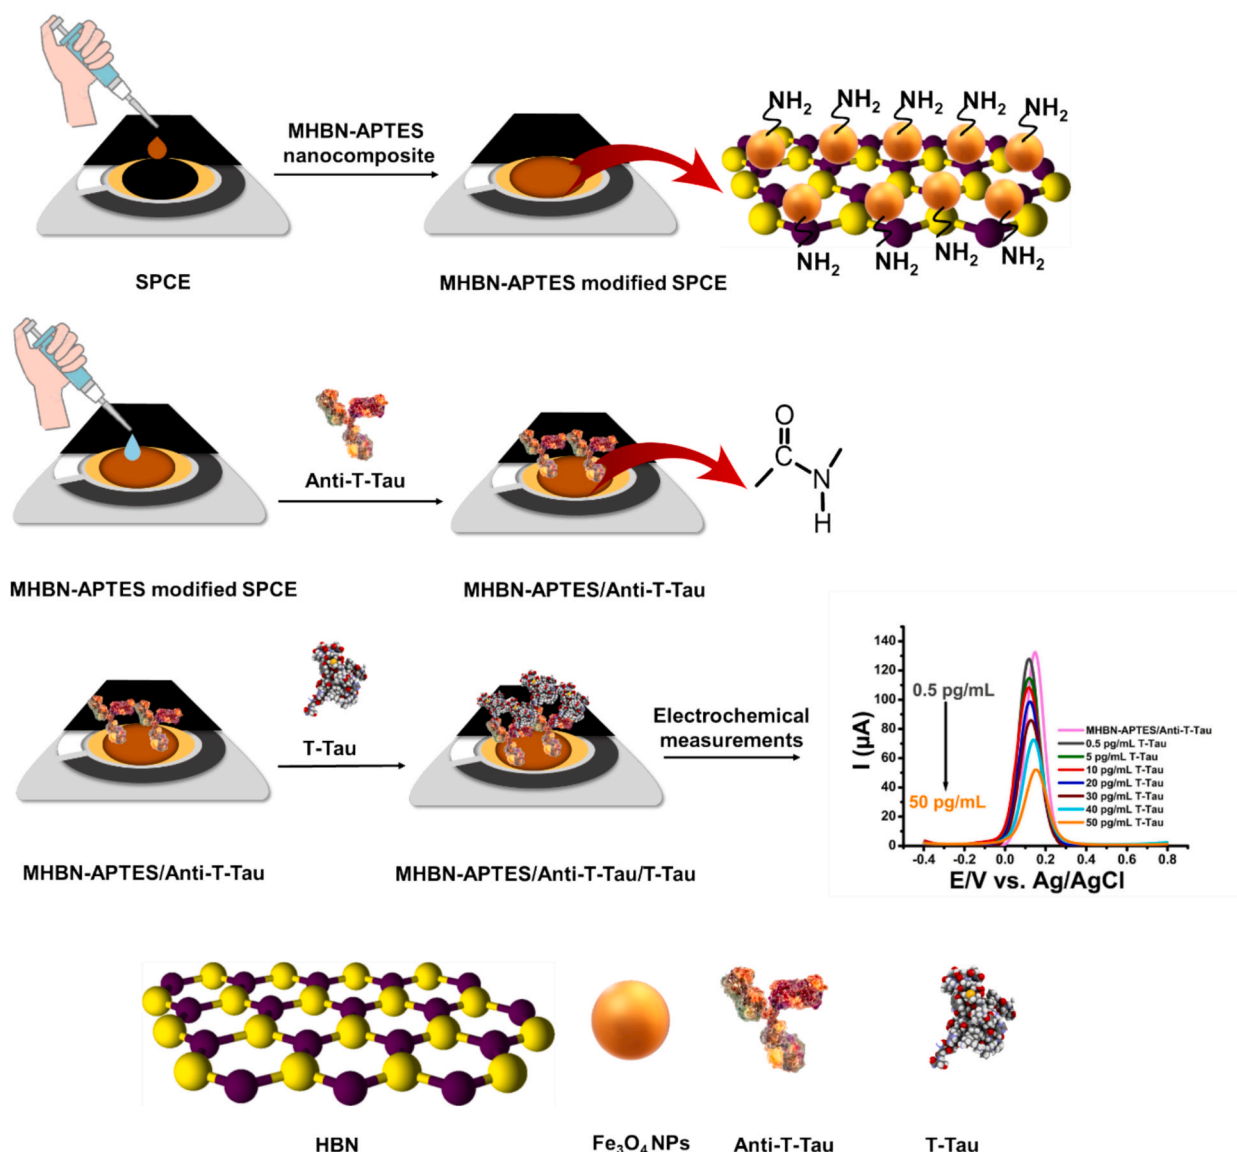 MHBN-APTES
nanocomposite
NH2 NH2 NH2 NH2 NH2
NH2 NH2 NH2 NH2
SPCE
MHBN-APTES modified SPCE
Anti-T-Tau
O
C
N
H
MHBN-APTES modified SPCE
MHBN-APTES/Anti-T-Tau
T-Tau
Electrochemical
measurements
MHBN-APTES/Anti-T-Tau
MHBN-APTES/Anti-T-Tau/T-Tau
I (µA)
140
120
100
80
60
40
20
0
0.5 pg/mL
50 pg/mL
MHBN-APTES/Anti-T-Tau
0.5 pg/mL T-Tau
5 pg/mL T-Tau
10 pg/mL T-Tau
20 pg/mL T-Tau
30 pg/mL T-Tau
40 pg/mL T-Tau
50 pg/mL T-Tau
-0.4 -0.2 0.0 0.2 0.4 0.6 0.8
E/V vs. Ag/AgCl
HBN
Fe3O4 NPs
Anti-T-Tau
T-Tau